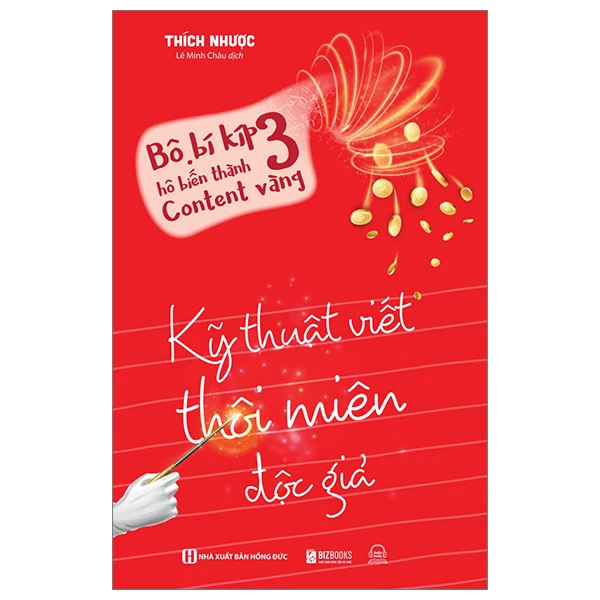 THÍCH NHƯỢC
Lê Minh Châu dịch
Bộ bí kíp 3
hô biến thành
Content vàng
Kỹ thuật viết
thôi miên
độc giả
NHÀ XUẤT BẢN HỒNG ĐỨC
BIZBOOKS